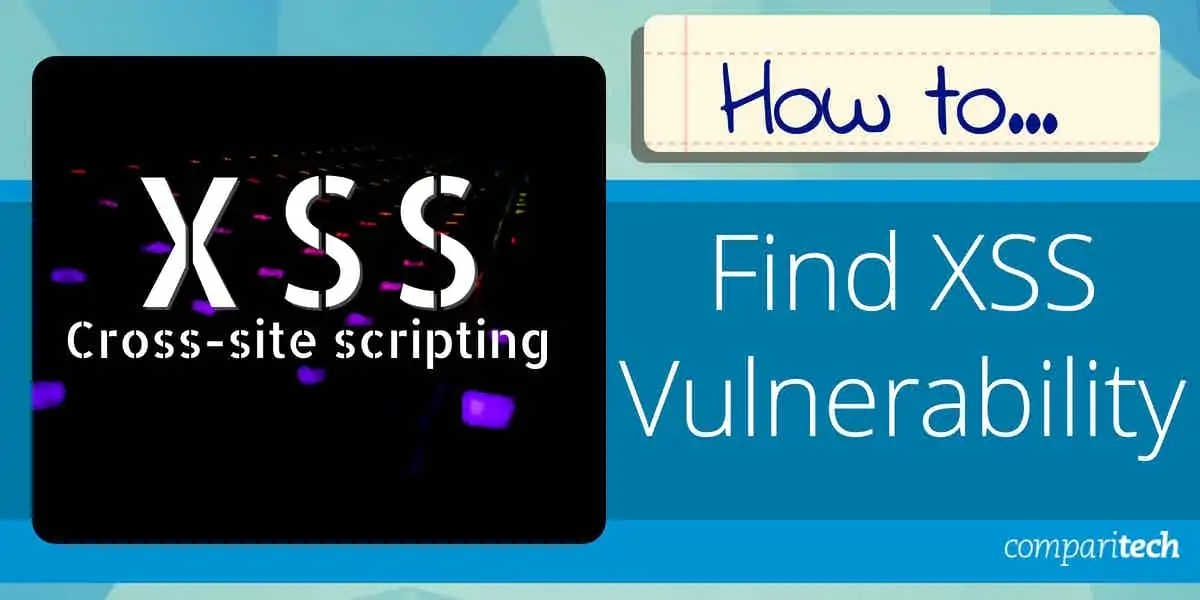 XSS
Cross-site scripting
How to...
Find XSS
Vulnerability
comparitech